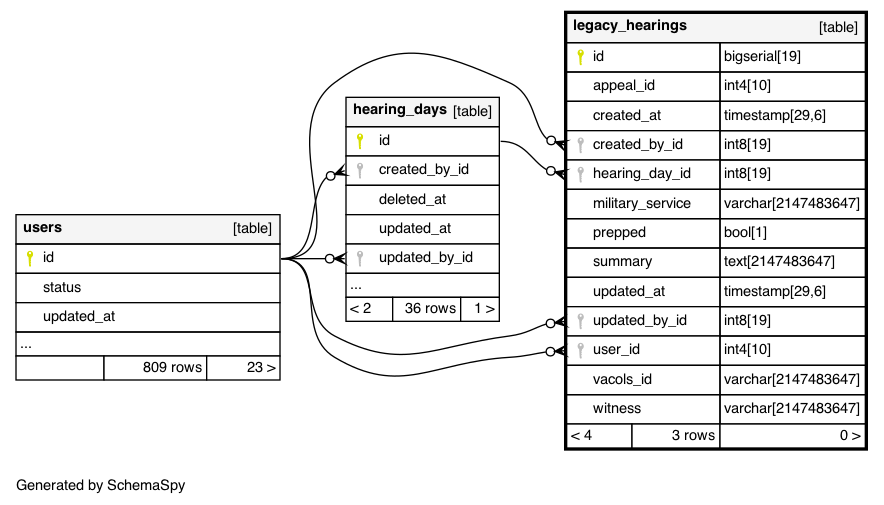 legacy_hearings [table]
id bigserial[19]
appeal_id int4[10]
created_at timestamp[29,6]
created_by_id int8[19]
hearing_day_id int8[19]
military_service varchar[2147483647]
prepped bool[1]
summary text[2147483647]
updated_at timestamp[29,6]
updated_by_id int8[19]
user_id int4[10]
vacols_id varchar[2147483647]
witness varchar[2147483647]
< 4 3 rows 0 >
hearing_days [table]
id
created_by_id
deleted_at
updated_at
updated_by_id
...
< 2 36 rows 1 >
users [table]
id
status
updated_at
...
809 rows 23 >
Generated by SchemaSpy